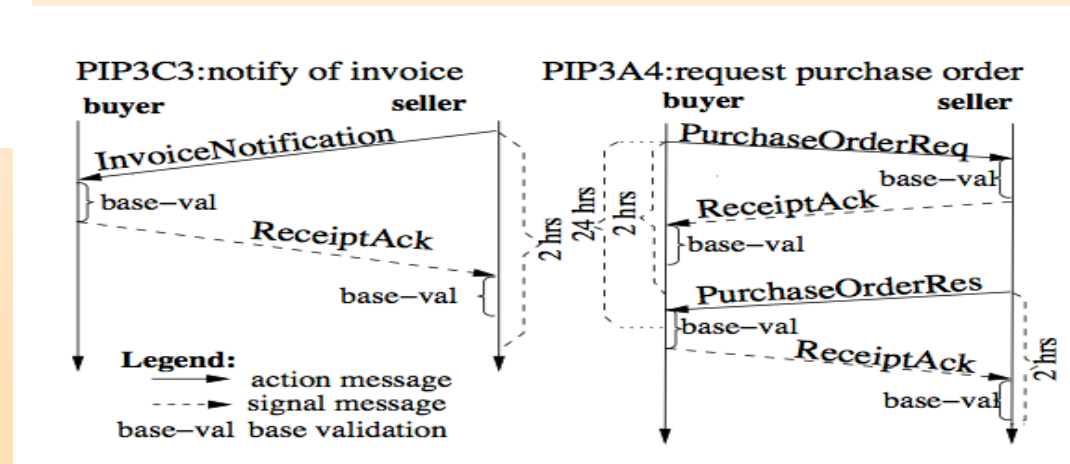 PIP3C3:notify of invoice
buyer
seller
InvoiceNotification
base-val
ReceiptAck
base-val
2 hrs
Legend:
action message
signal message
base-val base validation
PIP3A4:request purchase order
buyer
seller
PurchaseOrderReq
base-val
24 hrs
2 hrs
ReceiptAck
base-val
PurchaseOrderRes
base-val
ReceiptAck
base-val
2 hrs